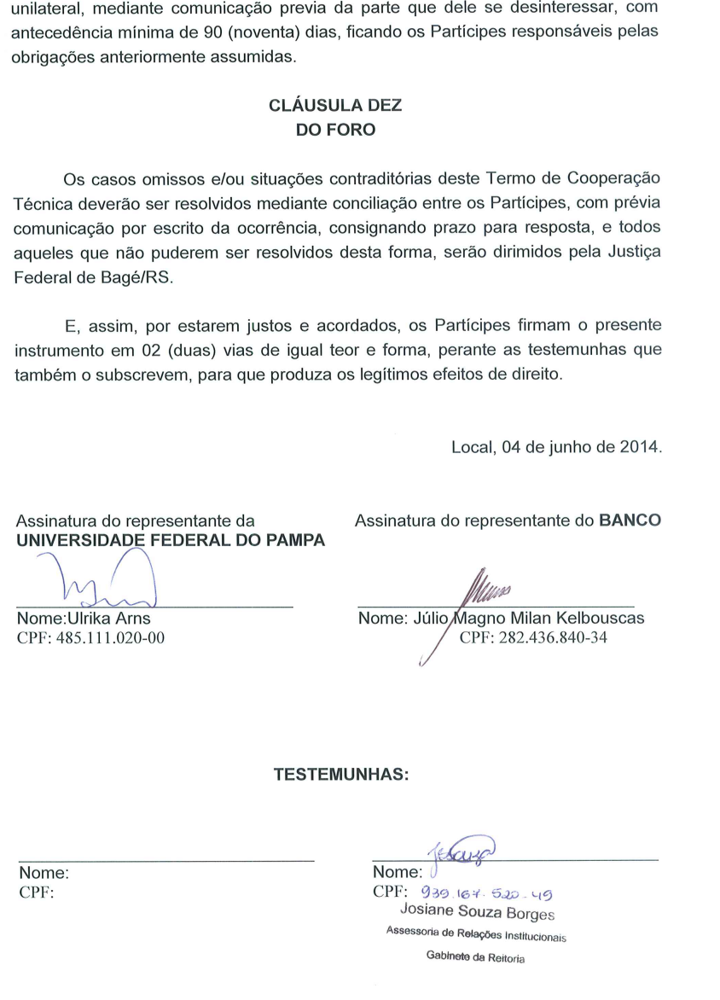 unilateral, mediante comunicação previa da parte que dele se desinteressar, com
antecedência mínima de 90 (noventa) dias, ficando os Partícipes responsáveis pelas
obrigações anteriormente assumidas.
CLÁUSULA DEZ
DO FORO
Os casos omissos e/ou situações contraditórias deste Termo de Cooperação
Técnica deverão ser resolvidos mediante conciliação entre os Partícipes, com prévia
comunicação por escrito da ocorrência, consignando prazo para resposta, e todos
aqueles que não puderem ser resolvidos desta forma, serão dirimidos pela Justiça
Federal de Bagé/RS.
E, assim, por estarem justos e acordados, os Partícipes firmam o presente
instrumento em 02 (duas) vias de igual teor e forma, perante as testemunhas que
também o subscrevem, para que produza os legítimos efeitos de direito.
Local, 04 de junho de 2014.
Assinatura do representante da
UNIVERSIDADE FEDERAL DO PAMPA
Nome:Ulrika Arns
CPF: 485.111.020-00
Assinatura do representante do BANCO
Nome: Júlio Magno Milan Kelbouscas
CPF: 282.436.840-34
TESTEMUNHAS:
Nome:
CPF:
Nome:
CPF: 939.167.520-49
Josiane Souza Borges
Assessoria de Relações Institucionais
Gabinete da Reitoria